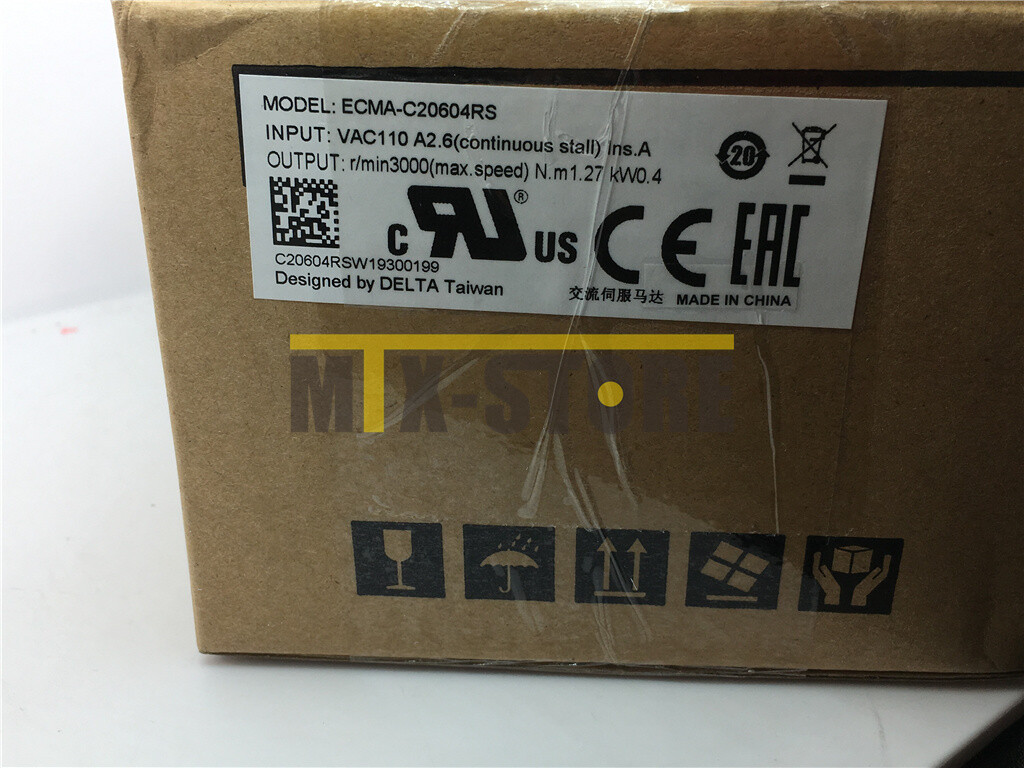 MODEL: ECMA-C20604RS
INPUT: VAC110 A2.6(continuous stall) Ins.A
OUTPUT: r/min3000(max.speed) N.m1.27 kW0.4
20
C US
CE EAC
C20604RSW19300199
Designed by DELTA Taiwan
交流伺服马达 MADE IN CHINA
MTX-STORE